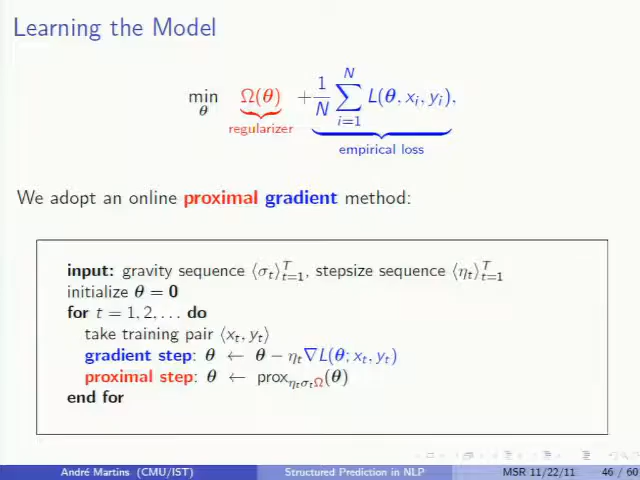 Learning the Model
min_θ Ω(θ) + 1/N ∑_{i=1}^{N} L(θ, x_i, y_i),
regularizer
empirical loss
We adopt an online proximal gradient method:
input: gravity sequence ⟨σ_t⟩_{t=1}^{T}, stepsize sequence ⟨η_t⟩_{t=1}^{T}
initialize θ = 0
for t = 1, 2, . . . do
take training pair ⟨x_t, y_t⟩
gradient step: θ ← θ − η_t∇L(θ; x_t, y_t)
proximal step: θ ← prox_{η_tσ_tΩ}(θ)
end for
André Martins (CMU/IST) Structured Prediction in NLP MSR 11/22/11 46 / 60